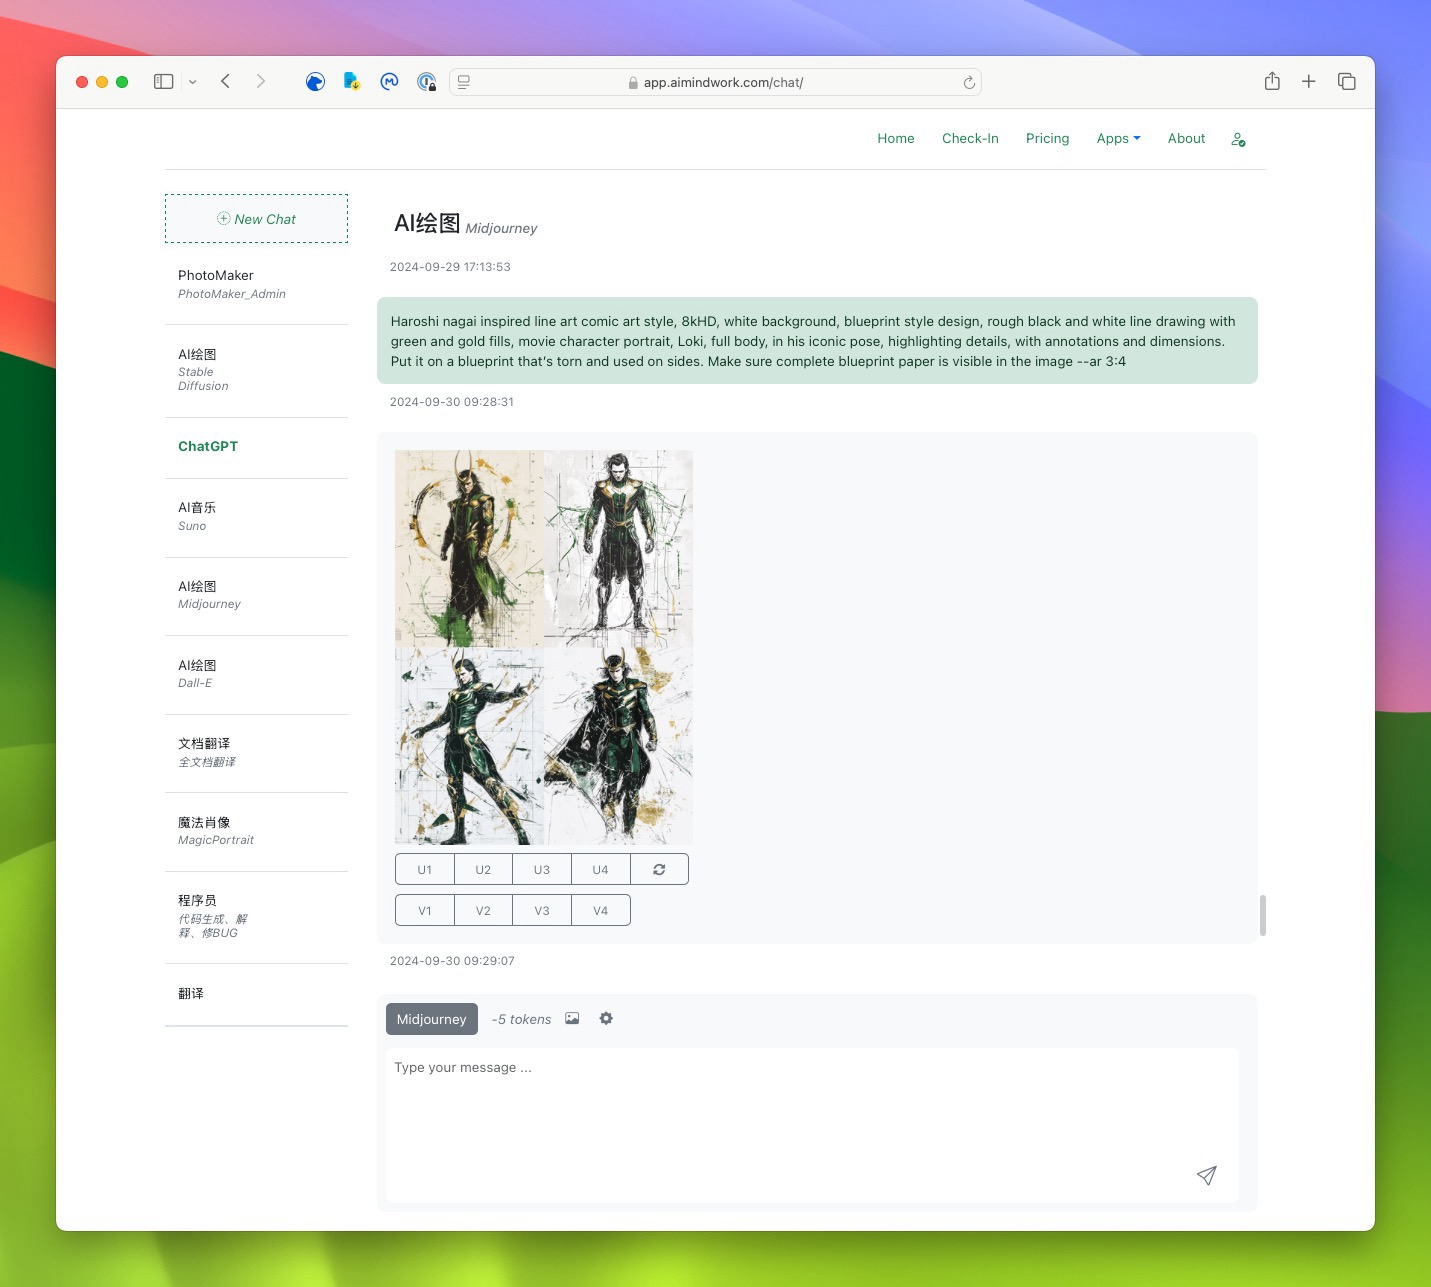 app.aimindwork.com/chat/
Home Check-In Pricing Apps About
New Chat
PhotoMaker
PhotoMaker_Admin
AI绘图
Stable
Diffusion
ChatGPT
AI音乐
Suno
AI绘图
Midjourney
AI绘图
Dall-E
文档翻译
全文档翻译
魔法肖像
MagicPortrait
程序员
代码生成、解
释、修BUG
翻译
AI绘图 Midjourney
2024-09-29 17:13:53
Haroshi nagai inspired line art comic art style, 8kHD, white background, blueprint style design, rough black and white line drawing with
green and gold fills, movie character portrait, Loki, full body, in his iconic pose, highlighting details, with annotations and dimensions.
Put it on a blueprint that's torn and used on sides. Make sure complete blueprint paper is visible in the image --ar 3:4
2024-09-30 09:28:31
U1 U2 U3 U4
V1 V2 V3 V4
2024-09-30 09:29:07
Midjourney -5 tokens
Type your message ...